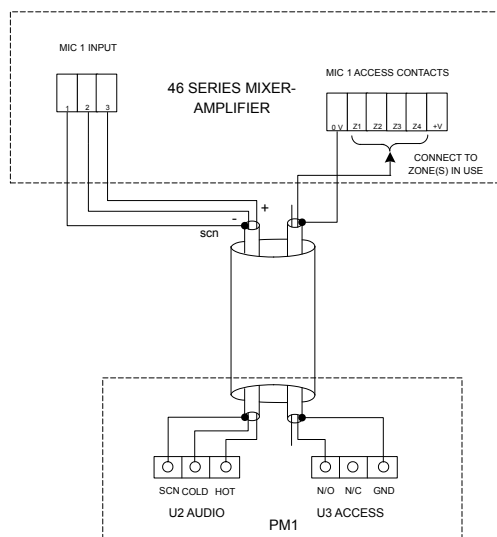 MIC 1 INPUT
1 2 3
46 SERIES MIXER-
AMPLIFIER
MIC 1 ACCESS CONTACTS
0 V Z1 Z2 Z3 Z4 +V
CONNECT TO
ZONE(S) IN USE
+
-
scn
SCN COLD HOT
U2 AUDIO
N/O N/C GND
U3 ACCESS
PM1